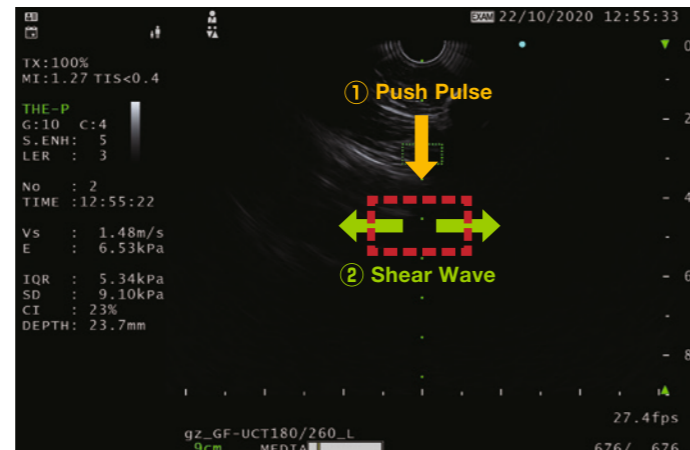 EXAM 22/10/2020 12:55:33
TX:100%
MI:1.27 TIS<0.4
THE-P
G:10 C:4
S.ENH: 5
LER : 3
No : 2
TIME :12:55:22
Vs : 1.48m/s
E : 6.53kPa
IQR : 5.34kPa
SD : 9.10kPa
CI : 23%
DEPTH: 23.7mm
① Push Pulse
② Shear Wave
0
2
4
6
8
27.4fps
gz_GF-UCT180/260_L
9cm MEDIA 676/ 676